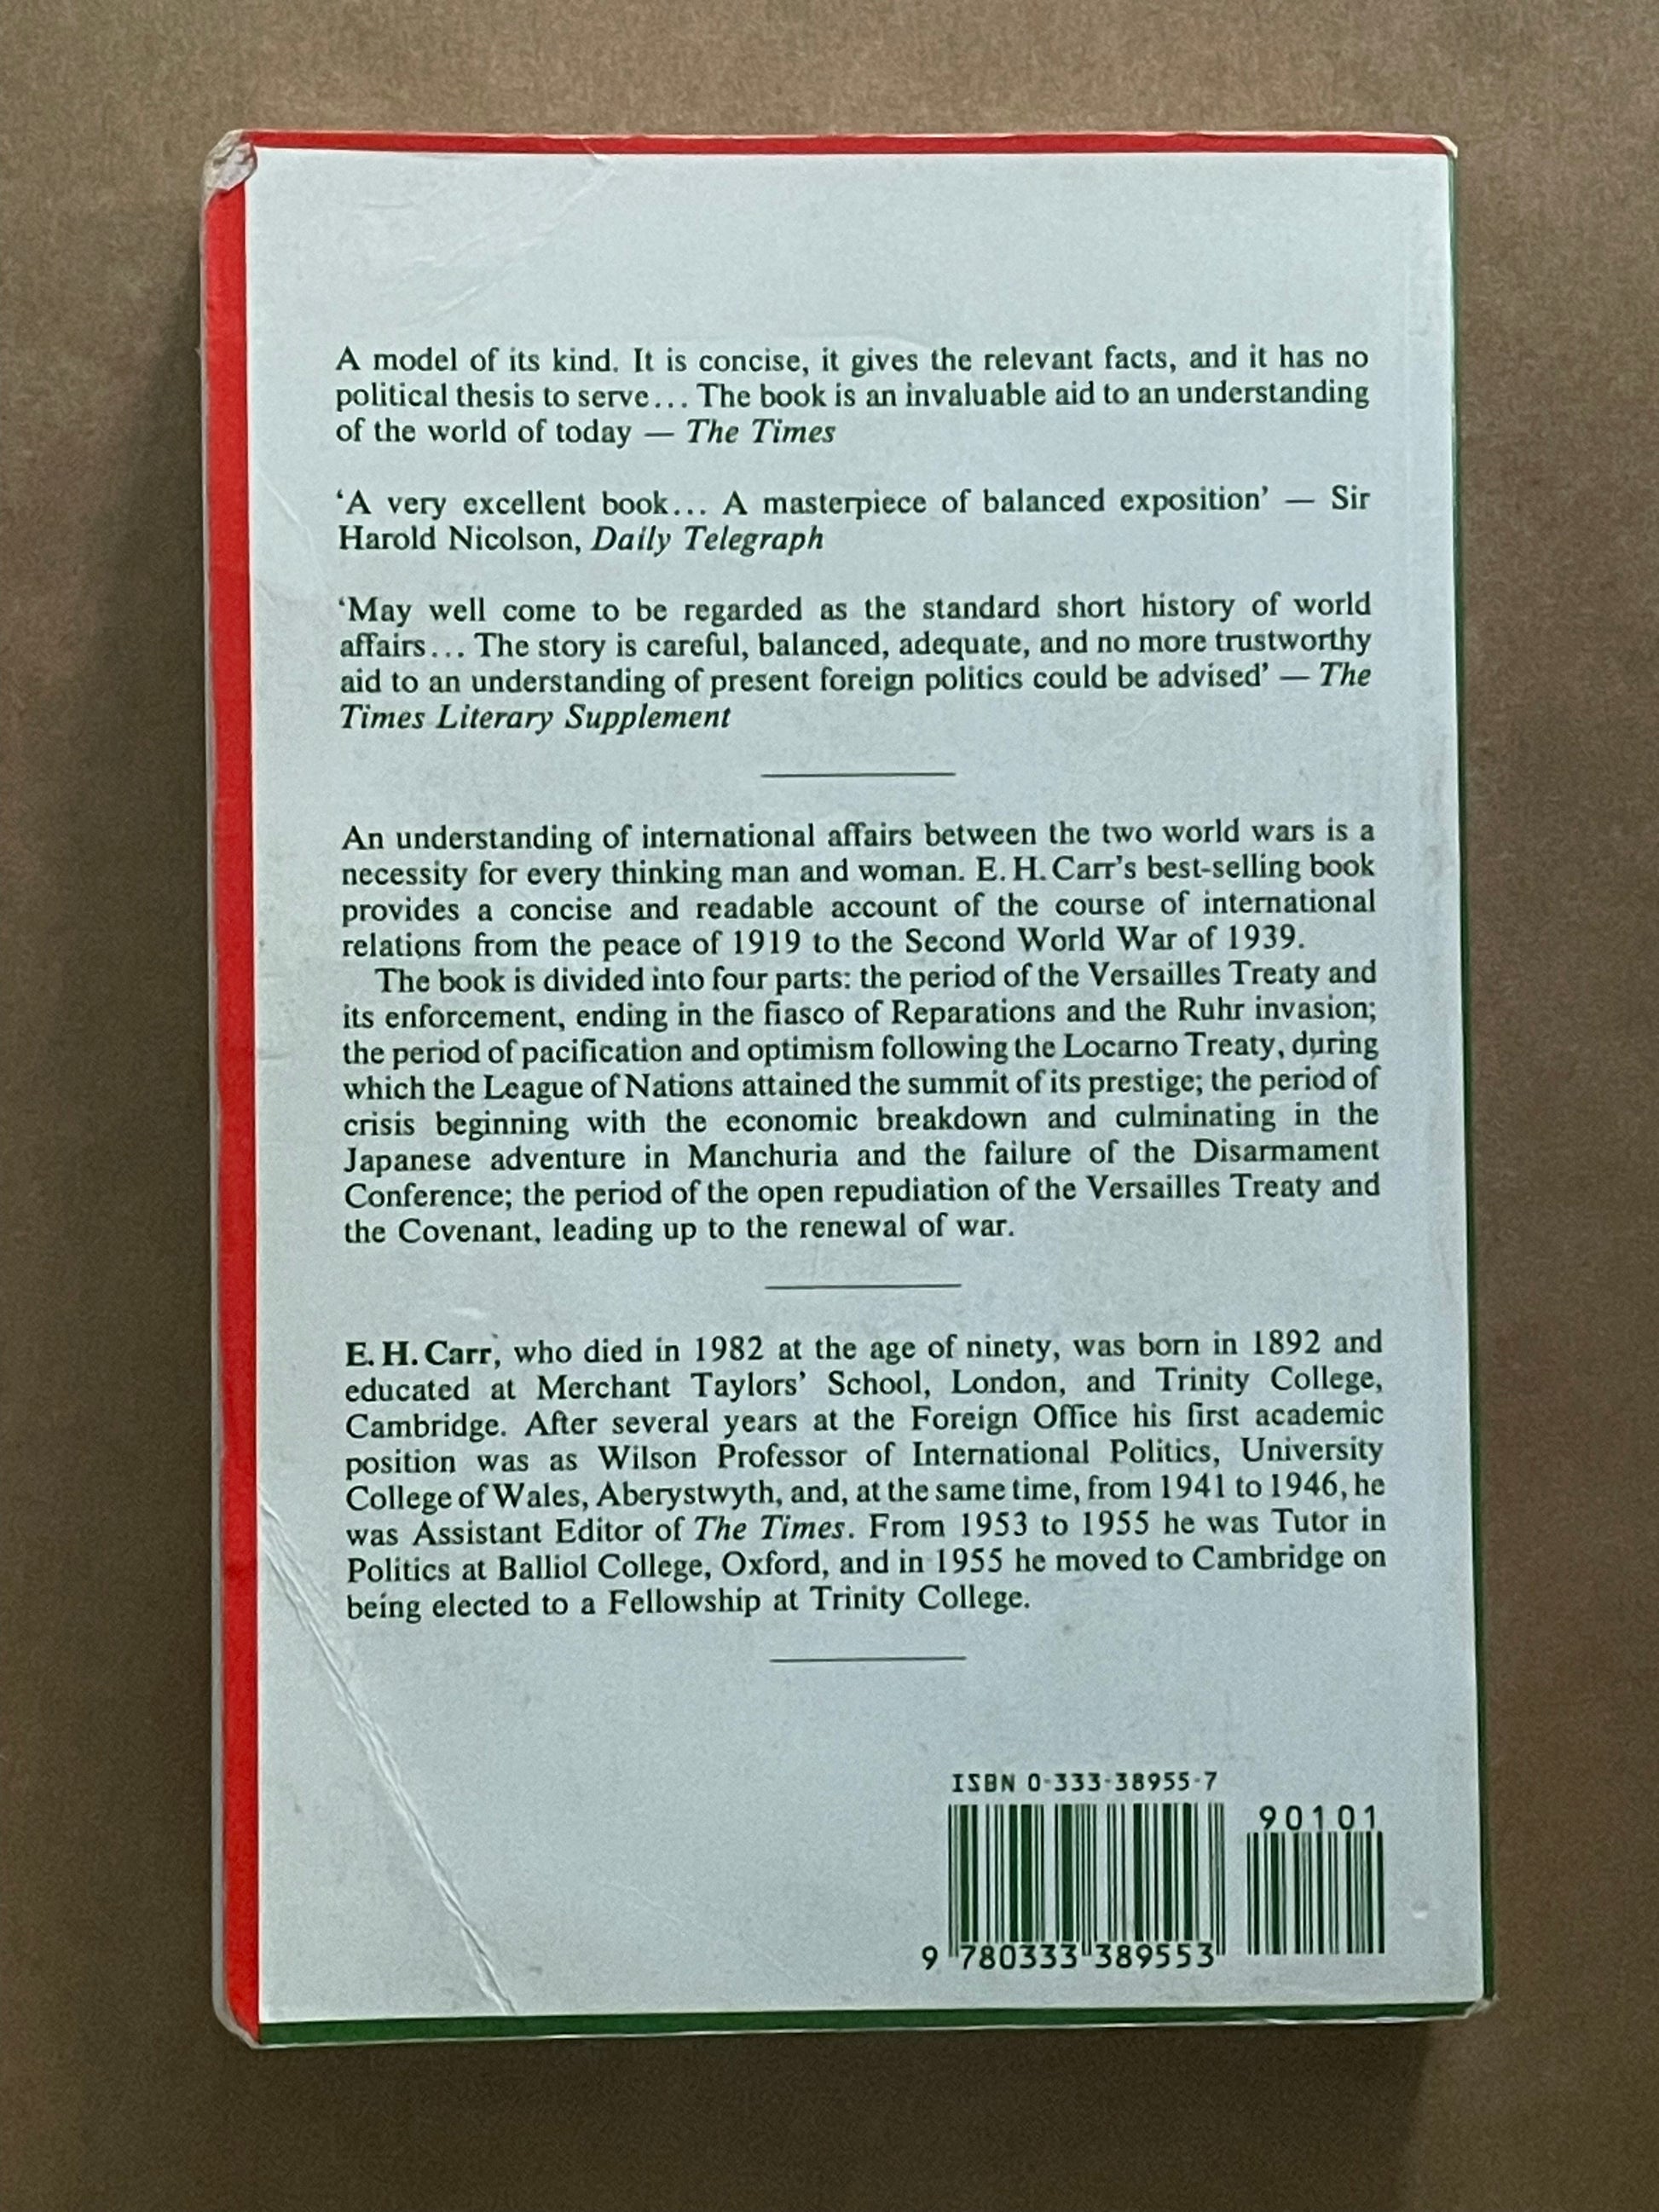 A model of its kind. It is concise, it gives the relevant facts, and it has no
political thesis to serve... The book is an invaluable aid to an understanding
of the world of today — The Times
‘A very excellent book... A masterpiece of balanced exposition’ — Sir
Harold Nicolson, Daily Telegraph
‘May well come to be regarded as the standard short history of world
affairs... The story is careful, balanced, adequate, and no more trustworthy
aid to an understanding of present foreign politics could be advised’ — The
Times Literary Supplement
An understanding of international affairs between the two world wars is a
necessity for every thinking man and woman. E. H. Carr’s best-selling book
provides a concise and readable account of the course of international
relations from the peace of 1919 to the Second World War of 1939.
The book is divided into four parts: the period of the Versailles Treaty and
its enforcement, ending in the fiasco of Reparations and the Ruhr invasion;
the period of pacification and optimism following the Locarno Treaty, during
which the League of Nations attained the summit of its prestige; the period of
crisis beginning with the economic breakdown and culminating in the
Japanese adventure in Manchuria and the failure of the Disarmament
Conference; the period of the open repudiation of the Versailles Treaty and
the Covenant, leading up to the renewal of war.
E. H. Carr, who died in 1982 at the age of ninety, was born in 1892 and
educated at Merchant Taylors’ School, London, and Trinity College,
Cambridge. After several years at the Foreign Office his first academic
position was as Wilson Professor of International Politics, University
College of Wales, Aberystwyth, and, at the same time, from 1941 to 1946, he
was Assistant Editor of The Times. From 1953 to 1955 he was Tutor in
Politics at Balliol College, Oxford, and in 1955 he moved to Cambridge on
being elected to a Fellowship at Trinity College.
ISBN 0-333-38955-7
90101
9 780333 389553